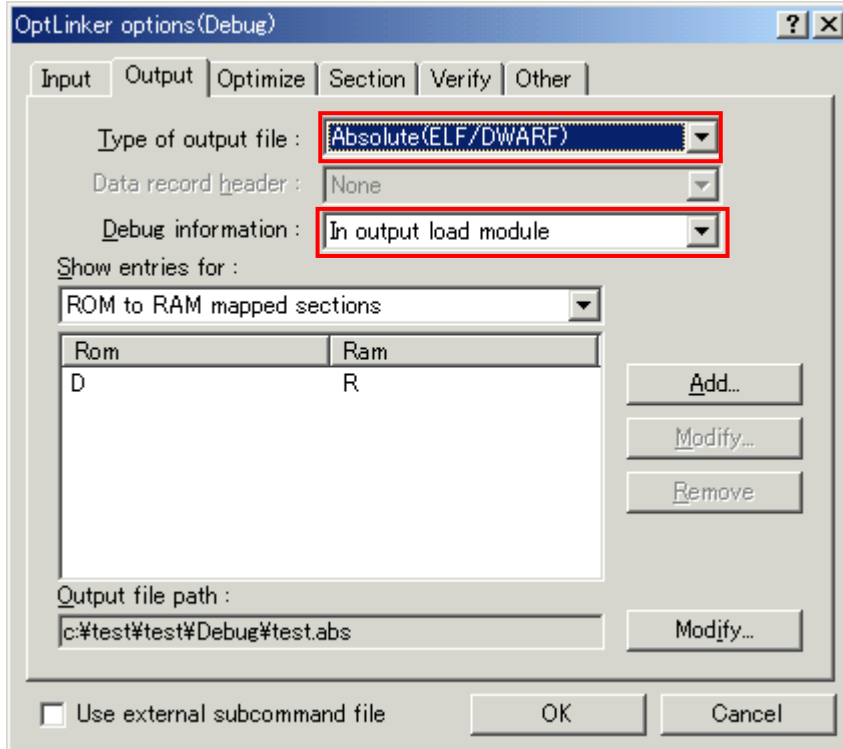 OptLinker options(Debug)
Input Output Optimize Section Verify Other
Type of output file : Absolute(ELF/DWARF)
Data record header : None
Debug information : In output load module
Show entries for :
ROM to RAM mapped sections
Rom Ram
D R
Add...
Modify...
Remove
Output file path :
c:¥test¥test¥Debug¥test.abs Modify...
Use external subcommand file OK Cancel